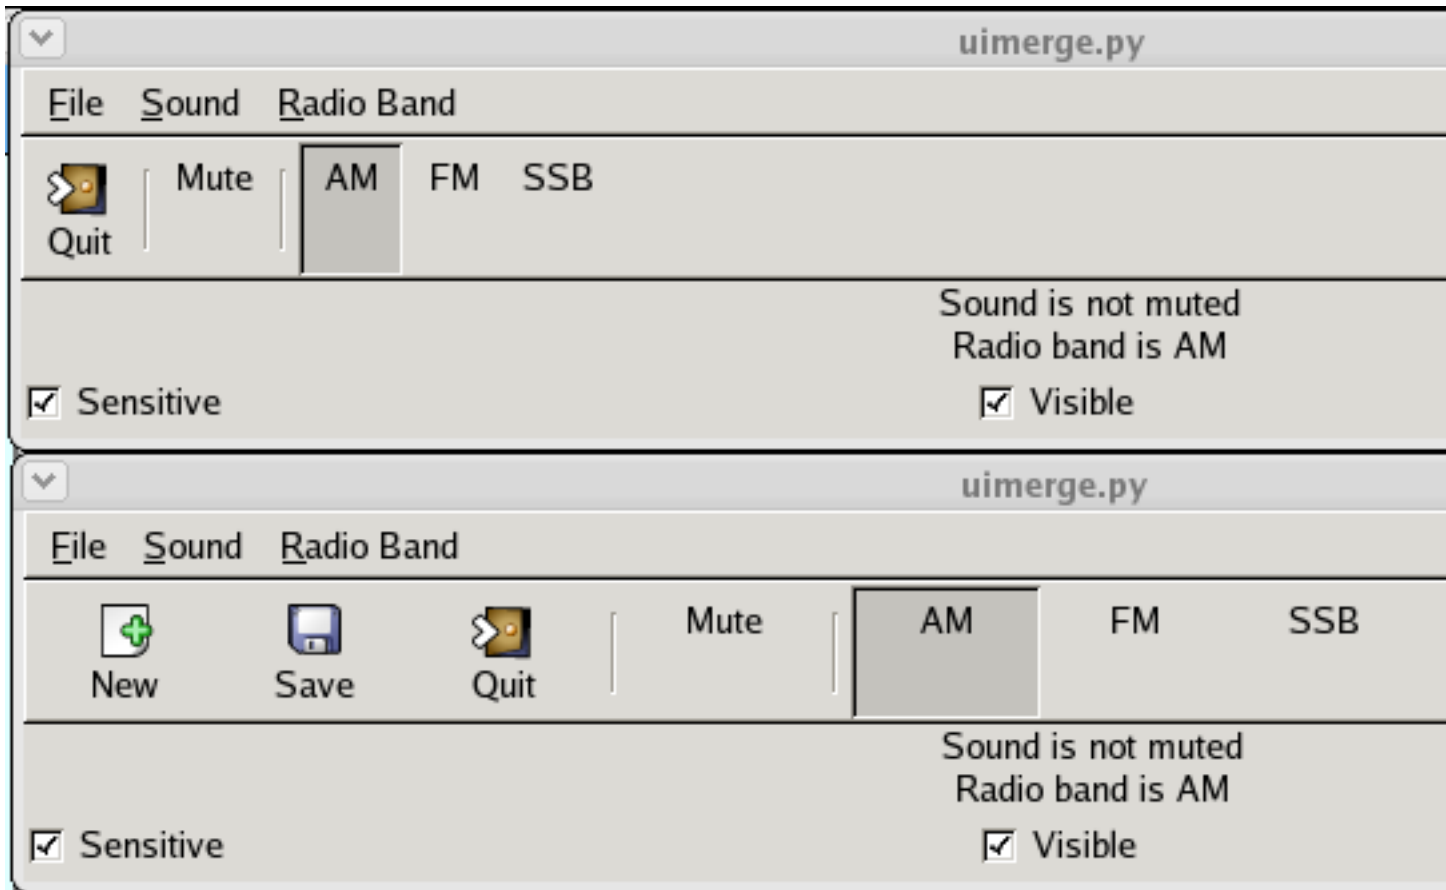 uimerge.py
File Sound Radio Band
Mute AM FM SSB
Quit
Sound is not muted
Radio band is AM
Sensitive Visible
uimerge.py
File Sound Radio Band
Mute AM FM SSB
New Save Quit
Sound is not muted
Radio band is AM
Sensitive Visible